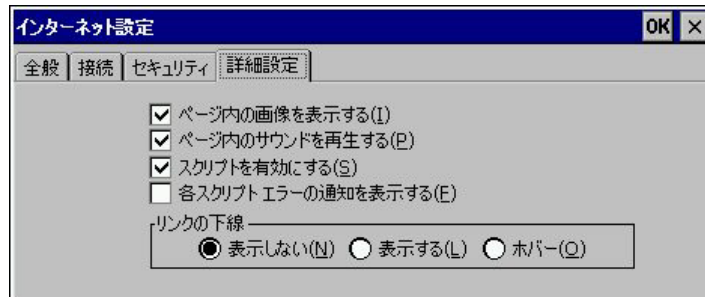 インターネット設定 OK ×
全般 接続 セキュリティ 詳細設定
ページ内の画像を表示する(I)
ページ内のサウンドを再生する(P)
スクリプトを有効にする(S)
各スクリプト エラーの通知を表示する(E)
リンクの下線
表示しない(N) 表示する(L) ホバー(O)